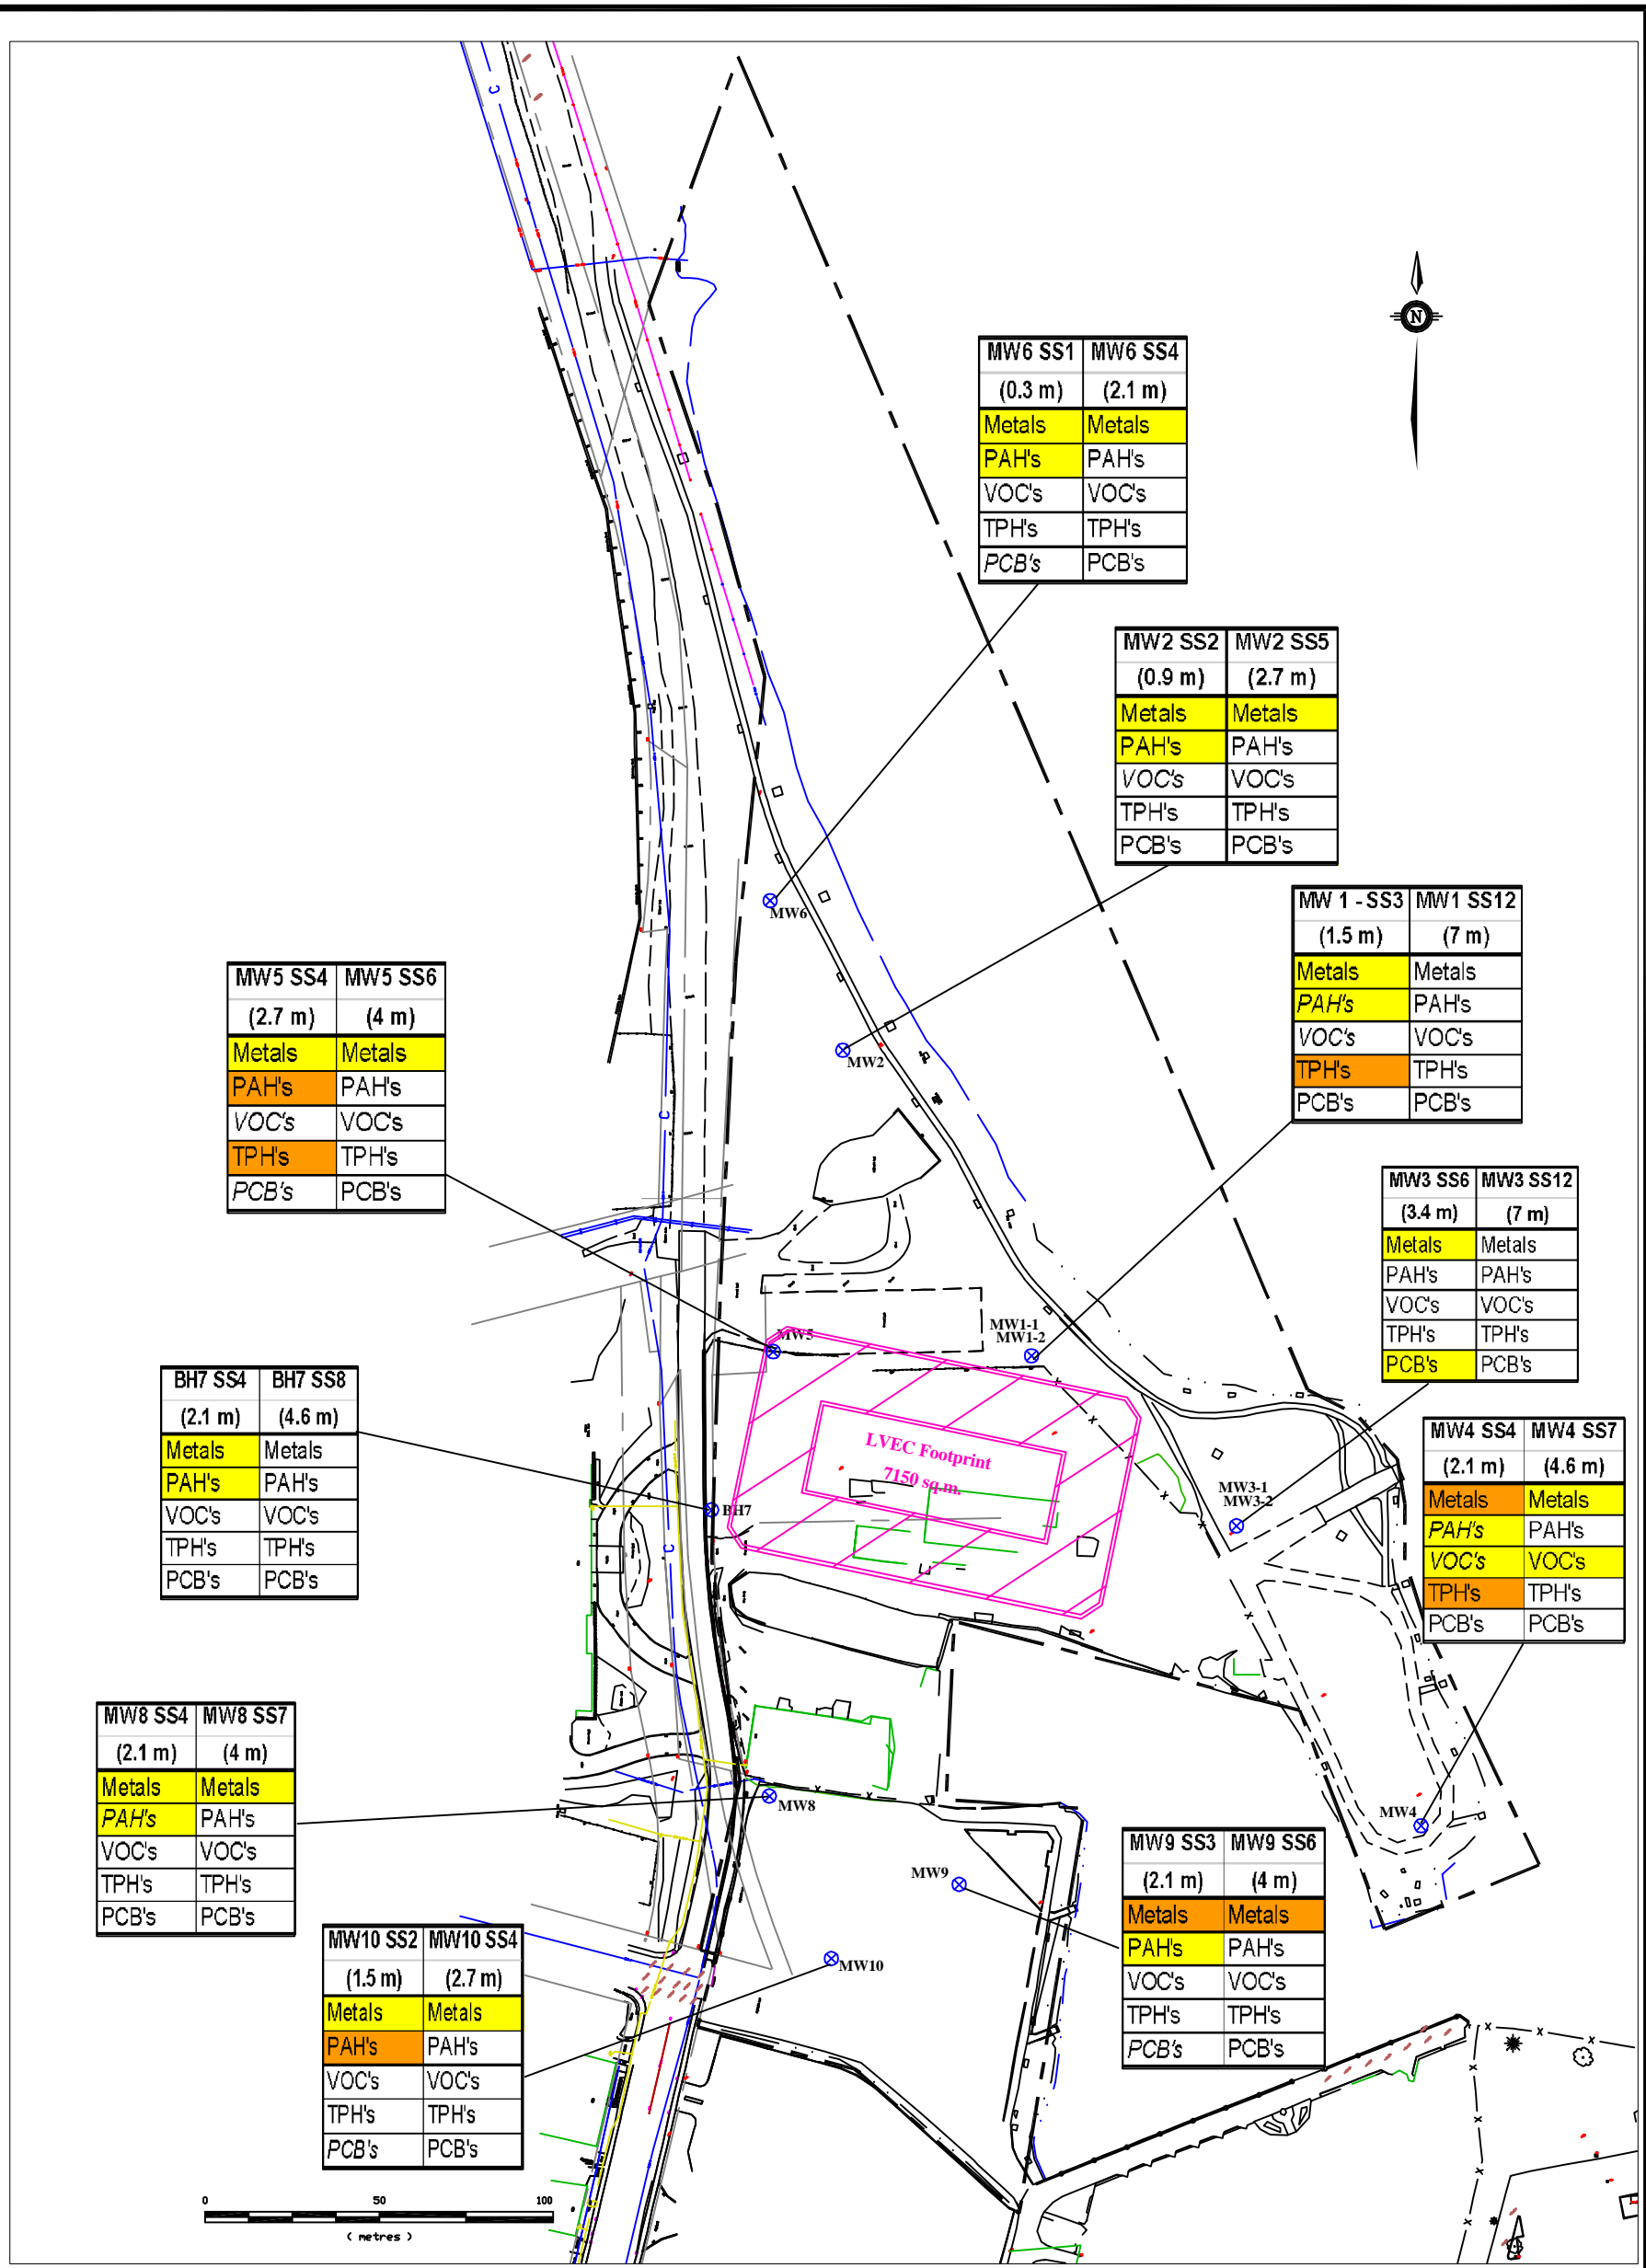 N
MW6 SS1 MW6 SS4
(0.3 m) (2.1 m)
Metals Metals
PAH's PAH's
VOC's VOC's
TPH's TPH's
PCB's PCB's
MW2 SS2 MW2 SS5
(0.9 m) (2.7 m)
Metals Metals
PAH's PAH's
VOC's VOC's
TPH's TPH's
PCB's PCB's
MW 1 - SS3 MW1 SS12
(1.5 m) (7 m)
Metals Metals
PAH's PAH's
VOC's VOC's
TPH's TPH's
PCB's PCB's
MW6
MW2
MW5 SS4 MW5 SS6
(2.7 m) (4 m)
Metals Metals
PAH's PAH's
VOC's VOC's
TPH's TPH's
PCB's PCB's
MW3 SS6 MW3 SS12
(3.4 m) (7 m)
Metals Metals
PAH's PAH's
VOC's VOC's
TPH's TPH's
PCB's PCB's
MW1-1
MW1-2
MW5
BH7 SS4 BH7 SS8
(2.1 m) (4.6 m)
Metals Metals
PAH's PAH's
VOC's VOC's
TPH's TPH's
PCB's PCB's
LVEC Footprint
7150 sq.m.
BH7
MW3-1
MW3-2
MW4 SS4 MW4 SS7
(2.1 m) (4.6 m)
Metals Metals
PAH's PAH's
VOC's VOC's
TPH's TPH's
PCB's PCB's
MW8 SS4 MW8 SS7
(2.1 m) (4 m)
Metals Metals
PAH's PAH's
VOC's VOC's
TPH's TPH's
PCB's PCB's
MW8
MW4
MW9
MW9 SS3 MW9 SS6
(2.1 m) (4 m)
Metals Metals
PAH's PAH's
VOC's VOC's
TPH's TPH's
PCB's PCB's
MW10 SS2 MW10 SS4
(1.5 m) (2.7 m)
Metals Metals
PAH's PAH's
VOC's VOC's
TPH's TPH's
PCB's PCB's
MW10
0 50 100
( metres )